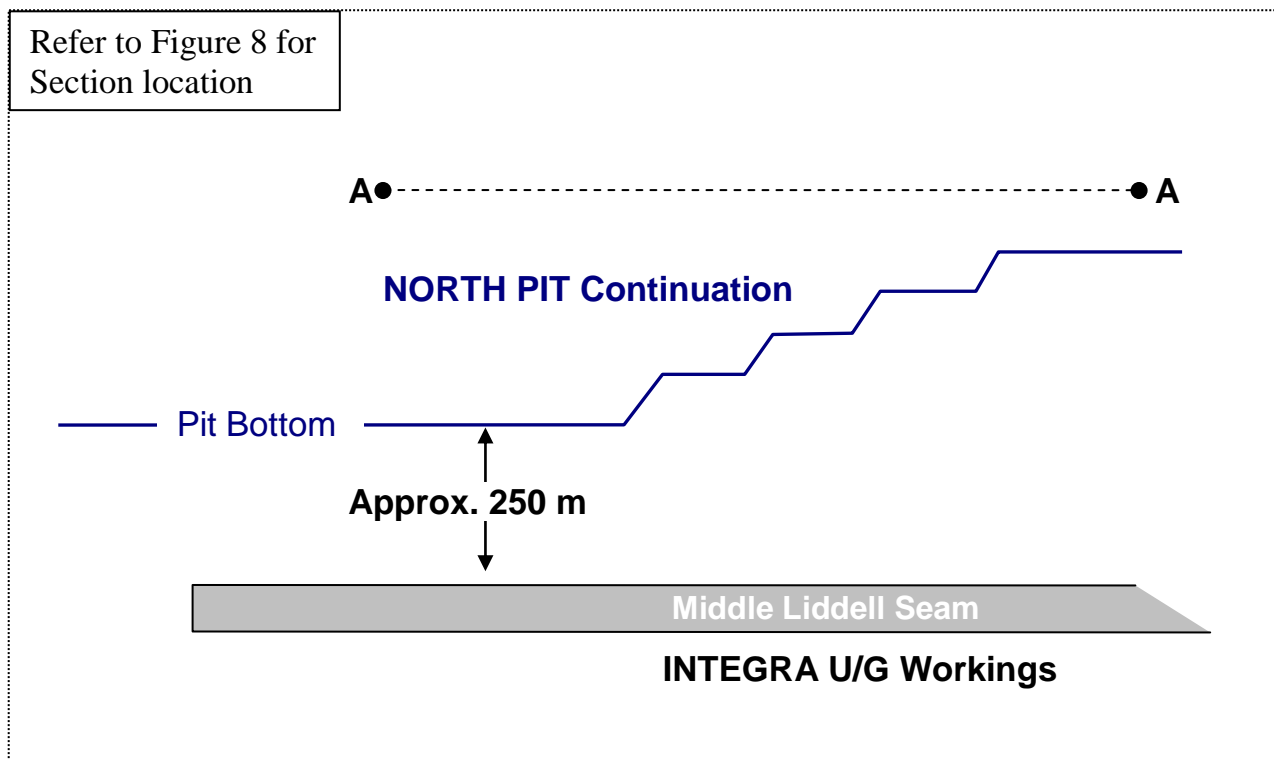 Refer to Figure 8 for
Section location
A A
NORTH PIT Continuation
Pit Bottom
Approx. 250 m
Middle Liddell Seam
INTEGRA U/G Workings